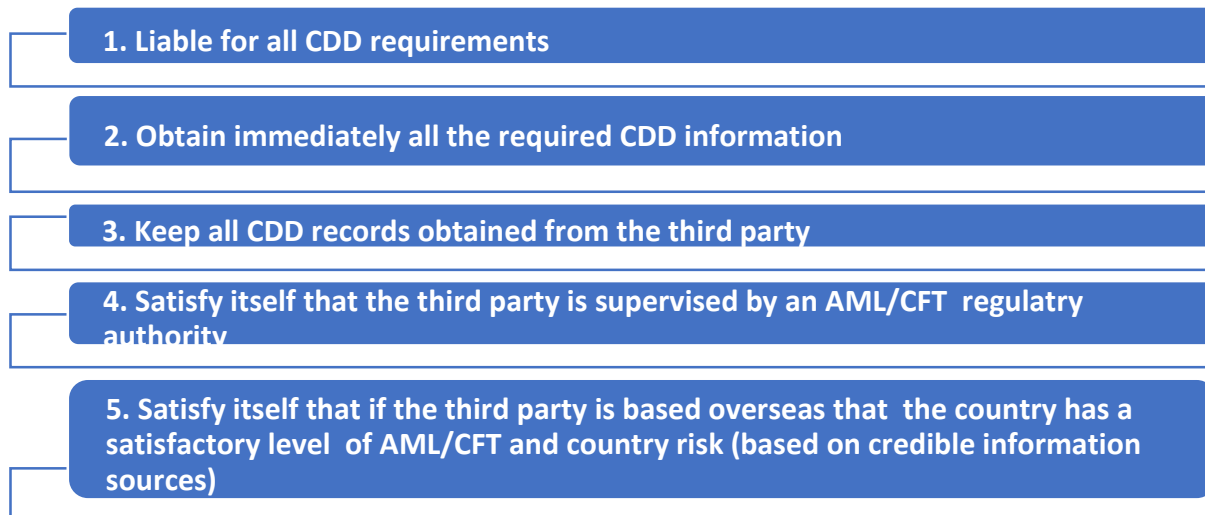 1. Liable for all CDD requirements
2. Obtain immediately all the required CDD information
3. Keep all CDD records obtained from the third party
4. Satisfy itself that the third party is supervised by an AML/CFT  regulatry
authority
5. Satisfy itself that if the third party is based overseas that  the country has a
satisfactory level  of AML/CFT and country risk (based on credible information
sources)